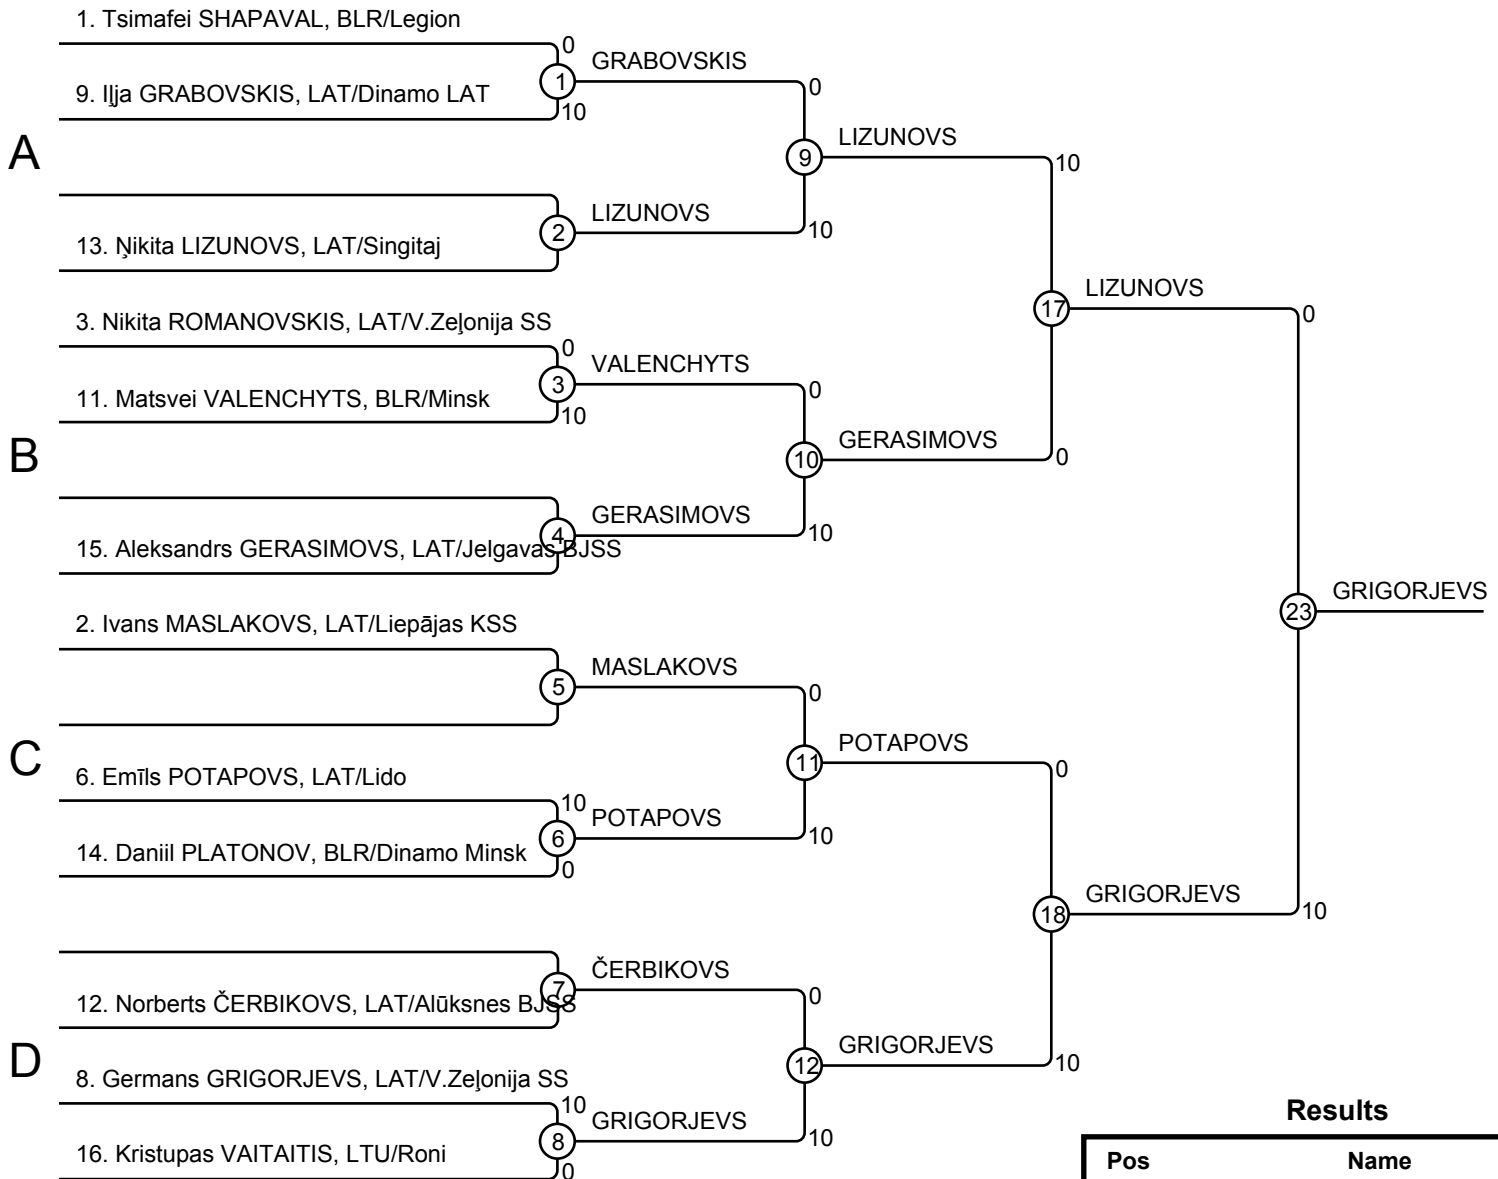 1. Tsimafei SHAPAVAL, BLR/Legion
0
GRABOVSKIS
1
0
9. Iļja GRABOVSKIS, LAT/Dinamo LAT
10
A
LIZUNOVS
9
10
LIZUNOVS
2
10
13. Ņikita LIZUNOVS, LAT/Singitaj
LIZUNOVS
17
0
3. Nikita ROMANOVSKIS, LAT/V.Zeļonija SS
0
VALENCHYTS
3
0
11. Matsvei VALENCHYTS, BLR/Minsk
10
B
GERASIMOVS
10
0
GERASIMOVS
4
10
15. Aleksandrs GERASIMOVS, LAT/Jelgavas BJSS
GRIGORJEVS
23
2. Ivans MASLAKOVS, LAT/Liepājas KSS
MASLAKOVS
5
0
C
POTAPOVS
11
0
6. Emīls POTAPOVS, LAT/Lido
10
POTAPOVS
6
10
14. Daniil PLATONOV, BLR/Dinamo Minsk
0
GRIGORJEVS
18
10
ČERBIKOVS
7
0
12. Norberts ČERBIKOVS, LAT/Alūksnes BJSS
D
GRIGORJEVS
12
10
8. Germans GRIGORJEVS, LAT/V.Zeļonija SS
10
GRIGORJEVS
8
10
16. Kristupas VAITAITIS, LTU/Roni
0
Results
Pos Name